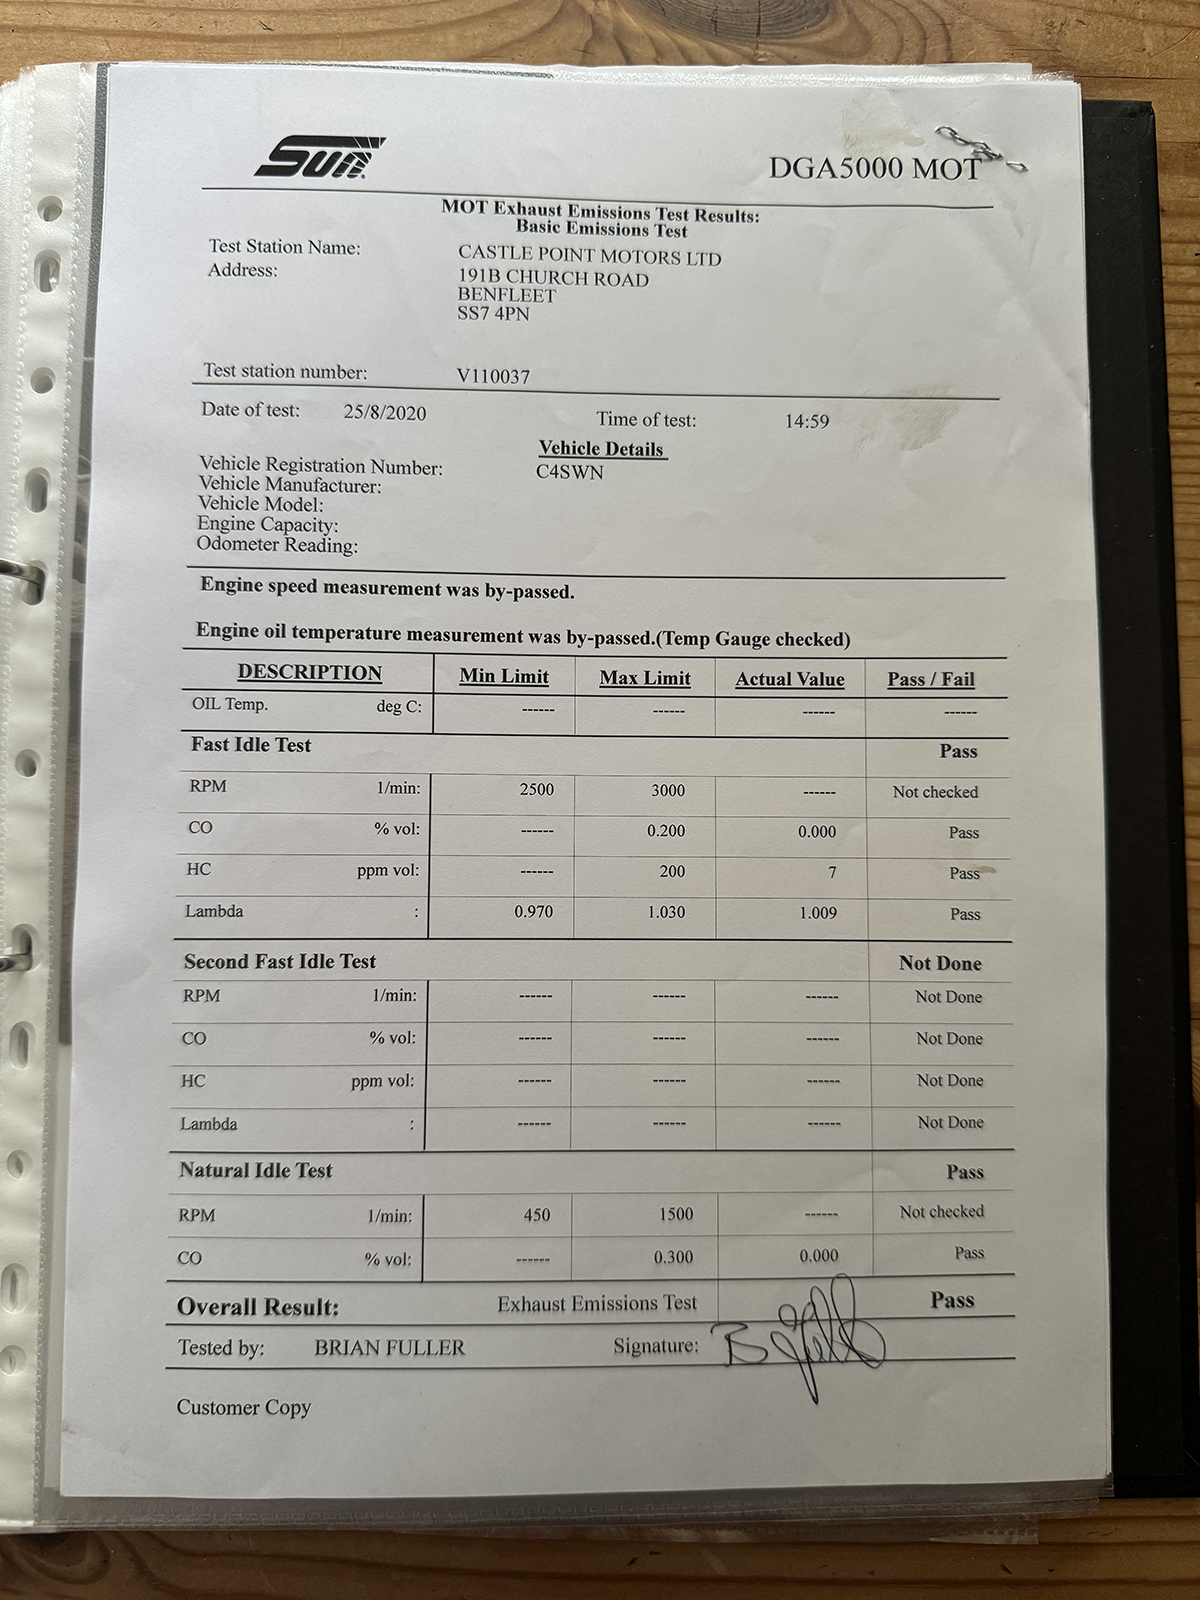 Sun
DGA5000 MOT
MOT Exhaust Emissions Test Results:
Basic Emissions Test
Test Station Name: CASTLE POINT MOTORS LTD
Address: 191B CHURCH ROAD
BENFLEET
SS7 4PN
Test station number: V110037
Date of test: 25/8/2020 Time of test: 14:59
Vehicle Details
Vehicle Registration Number: C4SWN
Vehicle Manufacturer:
Vehicle Model:
Engine Capacity:
Odometer Reading:
Engine speed measurement was by-passed.
Engine oil temperature measurement was by-passed.(Temp Gauge checked)
DESCRIPTION Min Limit Max Limit Actual Value Pass / Fail
OIL Temp. deg C: ------ ------ ------ ------
Fast Idle Test Pass
RPM 1/min: 2500 3000 ------ Not checked
CO % vol: ------ 0.200 0.000 Pass
HC ppm vol: ------ 200 7 Pass
Lambda : 0.970 1.030 1.009 Pass
Second Fast Idle Test Not Done
RPM 1/min: ------ ------ ------ Not Done
CO % vol: ------ ------ ------ Not Done
HC ppm vol: ------ ------ ------ Not Done
Lambda : ------ ------ ------ Not Done
Natural Idle Test Pass
RPM 1/min: 450 1500 ------ Not checked
CO % vol: ------ 0.300 0.000 Pass
Overall Result: Exhaust Emissions Test Pass
Tested by: BRIAN FULLER Signature:
Customer Copy